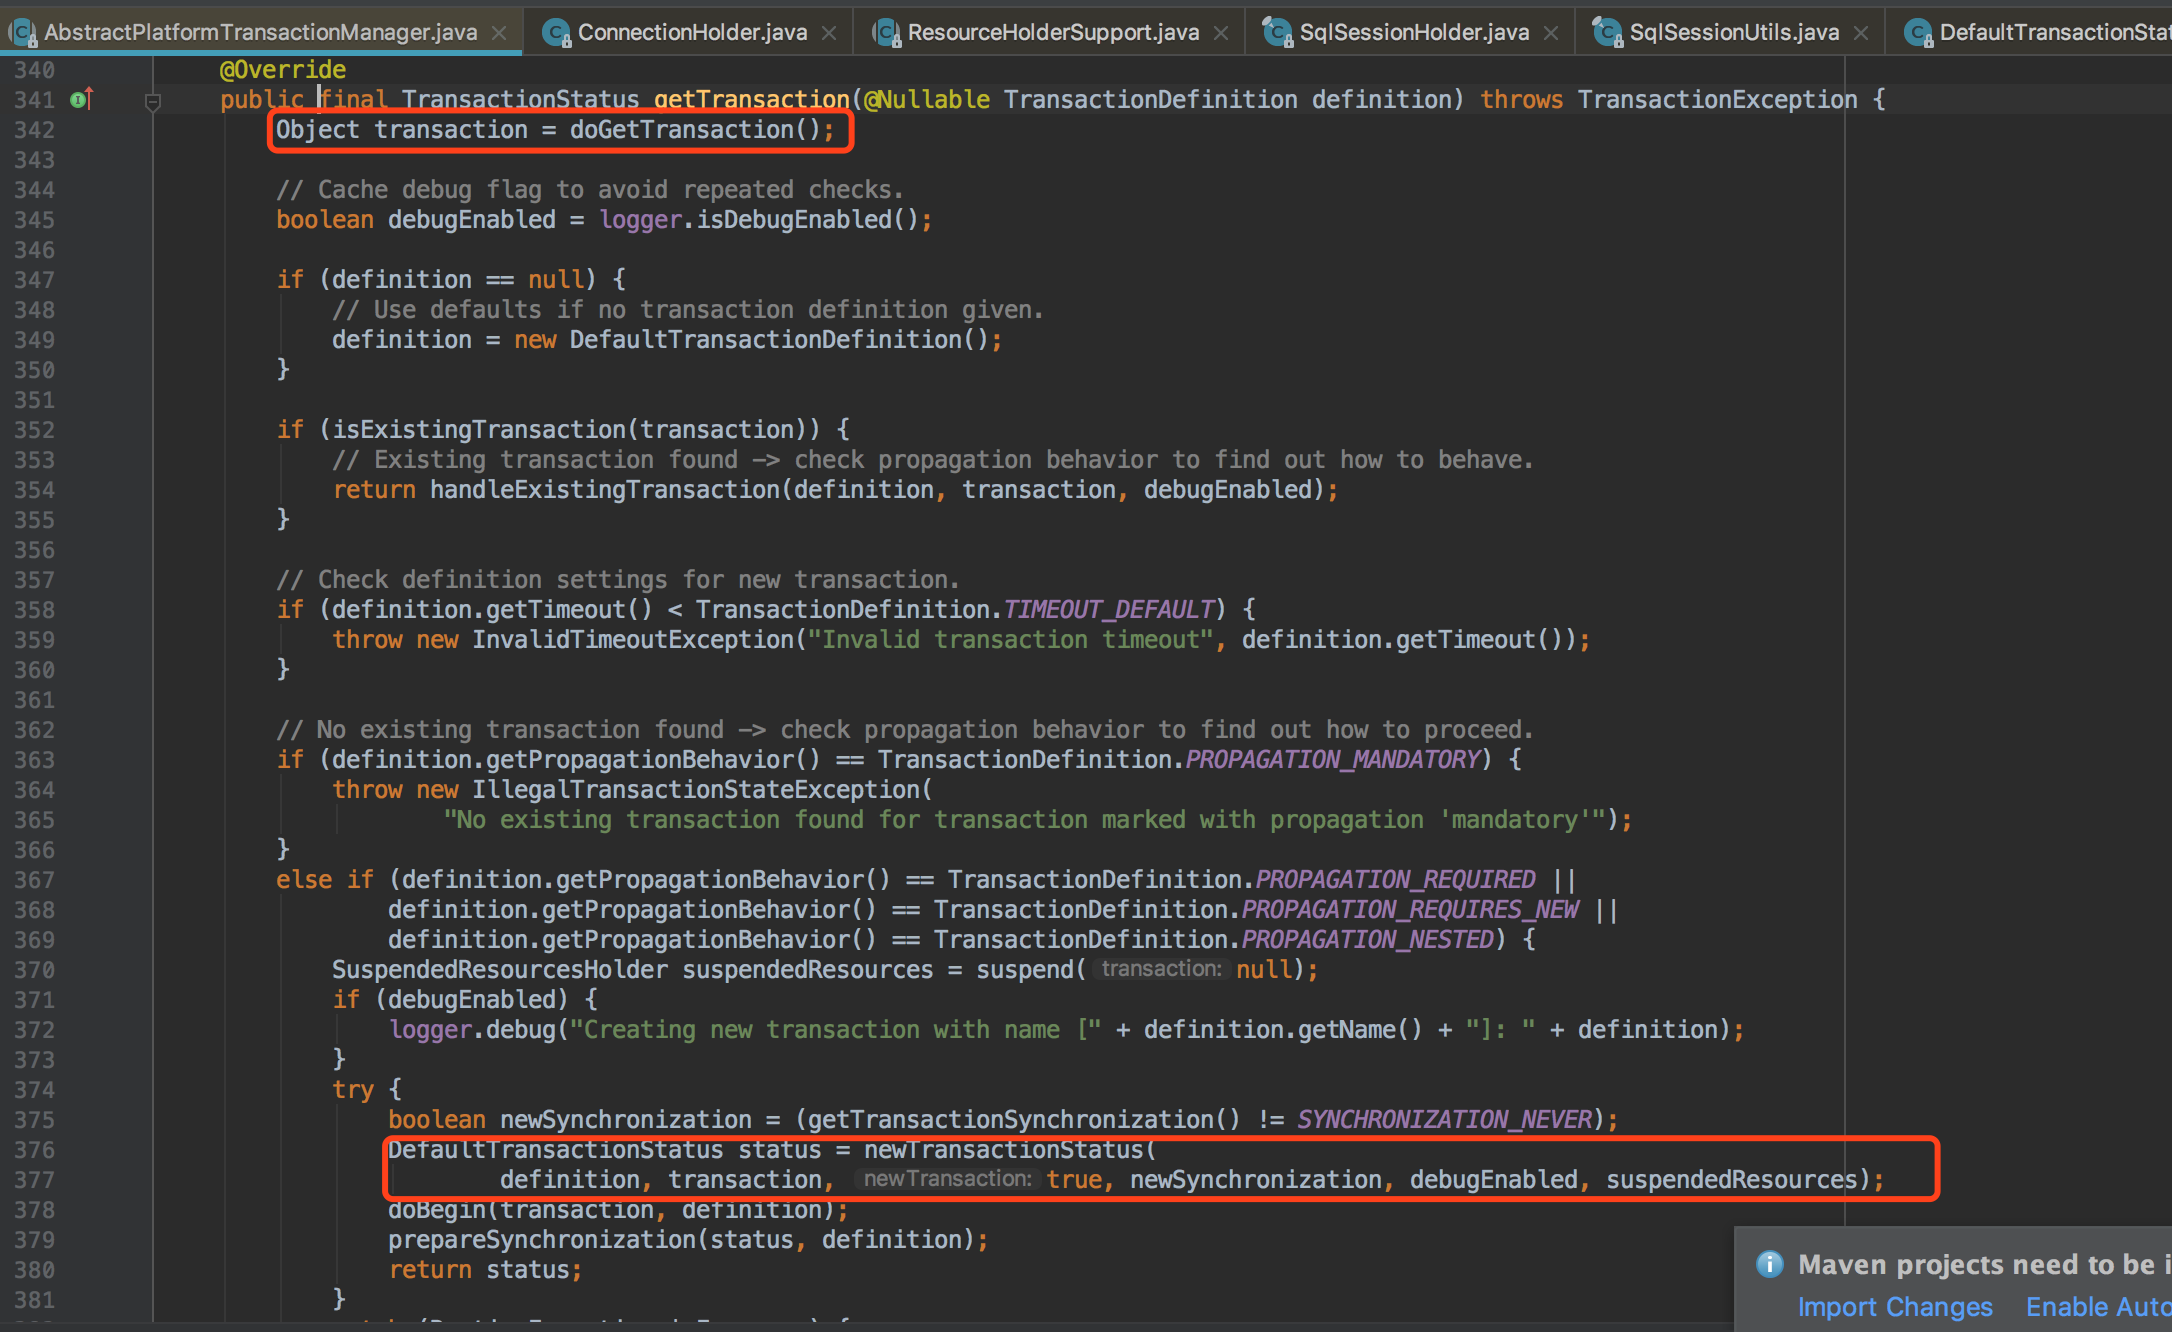 AbstractPlatformTransactionManager.java ConnectionHolder.java ResourceHolderSupport.java SqlSessionHolder.java SqlSessionUtils.java DefaultTransactionStat
340 @Override
341 public final TransactionStatus getTransaction(@Nullable TransactionDefinition definition) throws TransactionException {
342 Object transaction = doGetTransaction();
343
344 // Cache debug flag to avoid repeated checks.
345 boolean debugEnabled = logger.isDebugEnabled();
346
347 if (definition == null) {
348 // Use defaults if no transaction definition given.
349 definition = new DefaultTransactionDefinition();
350 }
351
352 if (isExistingTransaction(transaction)) {
353 // Existing transaction found -> check propagation behavior to find out how to behave.
354 return handleExistingTransaction(definition, transaction, debugEnabled);
355 }
356
357 // Check definition settings for new transaction.
358 if (definition.getTimeout() < TransactionDefinition.TIMEOUT_DEFAULT) {
359 throw new InvalidTimeoutException("Invalid transaction timeout", definition.getTimeout());
360 }
361
362 // No existing transaction found -> check propagation behavior to find out how to proceed.
363 if (definition.getPropagationBehavior() == TransactionDefinition.PROPAGATION_MANDATORY) {
364 throw new IllegalTransactionStateException(
365 "No existing transaction found for transaction marked with propagation 'mandatory'");
366 }
367 else if (definition.getPropagationBehavior() == TransactionDefinition.PROPAGATION_REQUIRED ||
368 definition.getPropagationBehavior() == TransactionDefinition.PROPAGATION_REQUIRES_NEW ||
369 definition.getPropagationBehavior() == TransactionDefinition.PROPAGATION_NESTED) {
370 SuspendedResourcesHolder suspendedResources = suspend( transaction: null);
371 if (debugEnabled) {
372 logger.debug("Creating new transaction with name [" + definition.getName() + "]: " + definition);
373 }
374 try {
375 boolean newSynchronization = (getTransactionSynchronization() != SYNCHRONIZATION_NEVER);
376 DefaultTransactionStatus status = newTransactionStatus(
377 definition, transaction, newTransaction: true, newSynchronization, debugEnabled, suspendedResources);
378 doBegin(transaction, definition);
379 prepareSynchronization(status, definition);
380 return status;
381 }
Maven projects need to be i
Import Changes Enable Auto